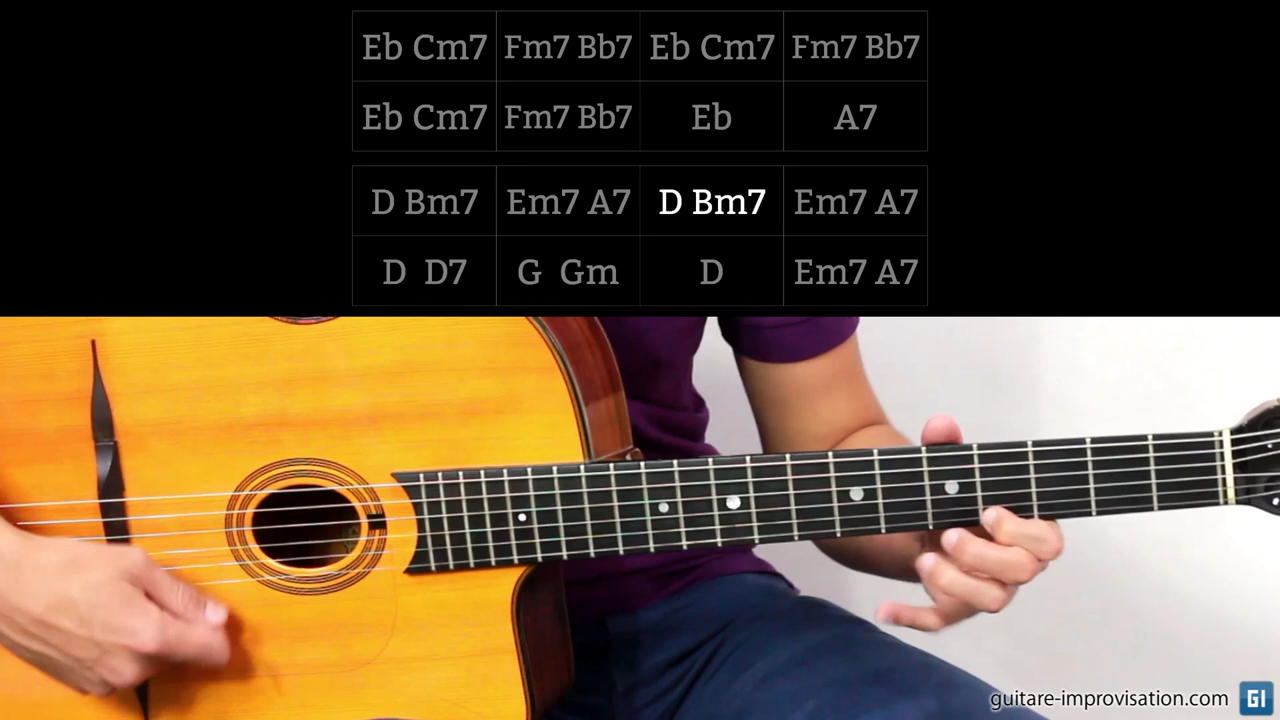 Eb Cm7 Fm7 Bb7 Eb Cm7 Fm7 Bb7
Eb Cm7 Fm7 Bb7 Eb A7
D Bm7 Em7 A7 D Bm7 Em7 A7
D D7 G Gm D Em7 A7
guitare-improvisation.com GI